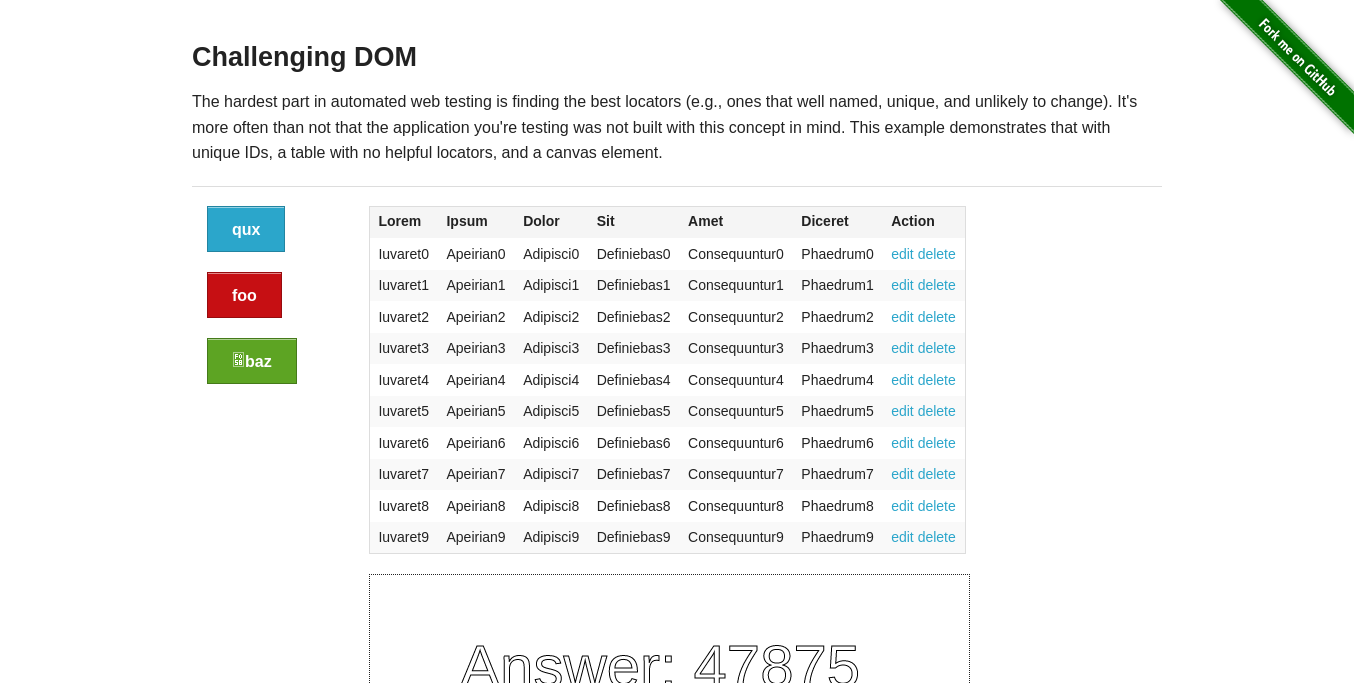 Fork me on GitHub
Challenging DOM
The hardest part in automated web testing is finding the best locators (e.g., ones that well named, unique, and unlikely to change). It's
more often than not that the application you're testing was not built with this concept in mind. This example demonstrates that with
unique IDs, a table with no helpful locators, and a canvas element.
qux
foo
baz
Lorem Ipsum Dolor Sit Amet Diceret Action
Iuvaret0 Apeirian0 Adipisci0 Definiebas0 Consequuntur0 Phaedrum0 edit delete
Iuvaret1 Apeirian1 Adipisci1 Definiebas1 Consequuntur1 Phaedrum1 edit delete
Iuvaret2 Apeirian2 Adipisci2 Definiebas2 Consequuntur2 Phaedrum2 edit delete
Iuvaret3 Apeirian3 Adipisci3 Definiebas3 Consequuntur3 Phaedrum3 edit delete
Iuvaret4 Apeirian4 Adipisci4 Definiebas4 Consequuntur4 Phaedrum4 edit delete
Iuvaret5 Apeirian5 Adipisci5 Definiebas5 Consequuntur5 Phaedrum5 edit delete
Iuvaret6 Apeirian6 Adipisci6 Definiebas6 Consequuntur6 Phaedrum6 edit delete
Iuvaret7 Apeirian7 Adipisci7 Definiebas7 Consequuntur7 Phaedrum7 edit delete
Iuvaret8 Apeirian8 Adipisci8 Definiebas8 Consequuntur8 Phaedrum8 edit delete
Iuvaret9 Apeirian9 Adipisci9 Definiebas9 Consequuntur9 Phaedrum9 edit delete
Answer: 47875